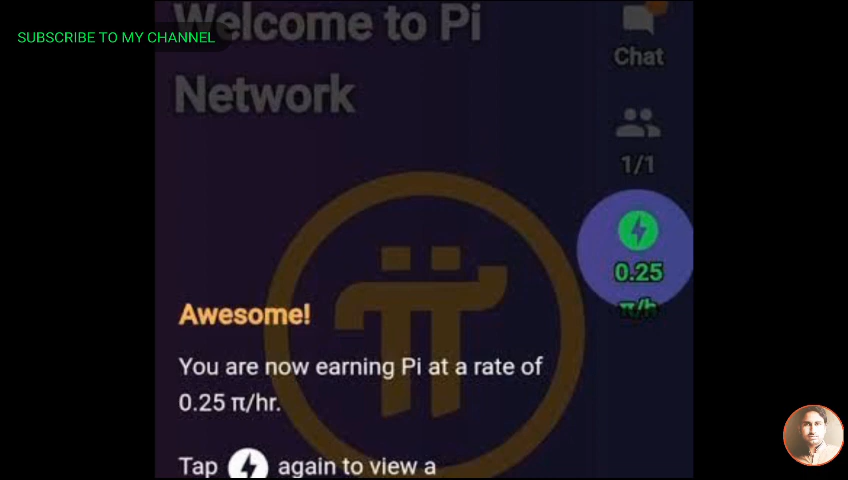 Welcome to Pi
SUBSCRIBE TO MY CHANNEL
Network
Chat
1/1
0.25
π/h
Awesome!
You are now earning Pi at a rate of
0.25 π/hr.
Tap again to view a